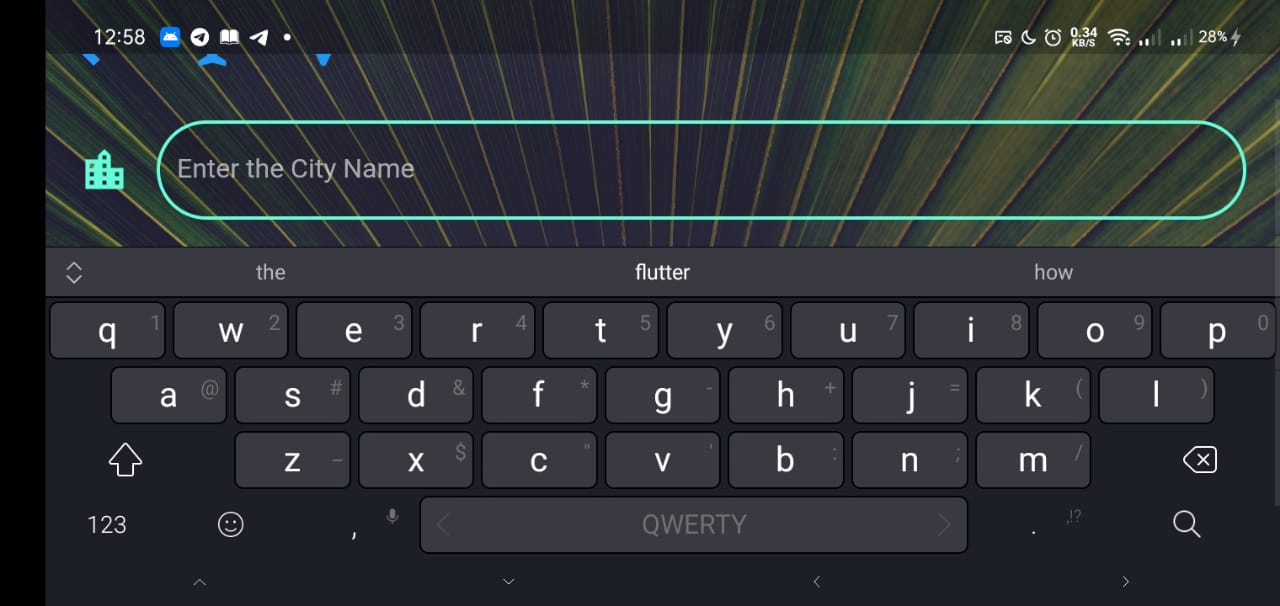 12:58 0.34 KB/S 28%
Enter the City Name
the flutter how
q 1 w 2 e 3 r 4 t 5 y 6 u 7 i 8 o 9 p 0
a @ s # d & f * g - h + j = k ( l )
z _ x $ c " v ' b : n ; m /
123 , QWERTY . ,!?